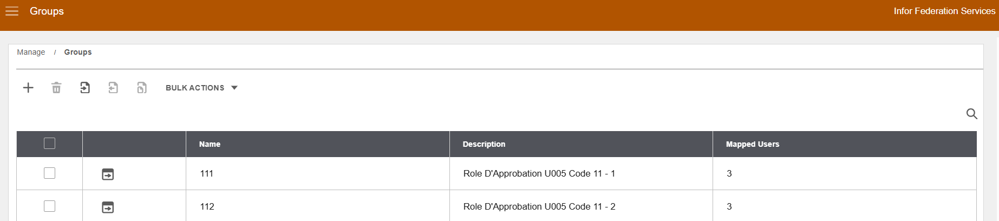 Groups
Infor Federation Services
Manage / Groups
BULK ACTIONS
Name Description Mapped Users
111 Role D'Approbation U005 Code 11 - 1 3
112 Role D'Approbation U005 Code 11 - 2 3